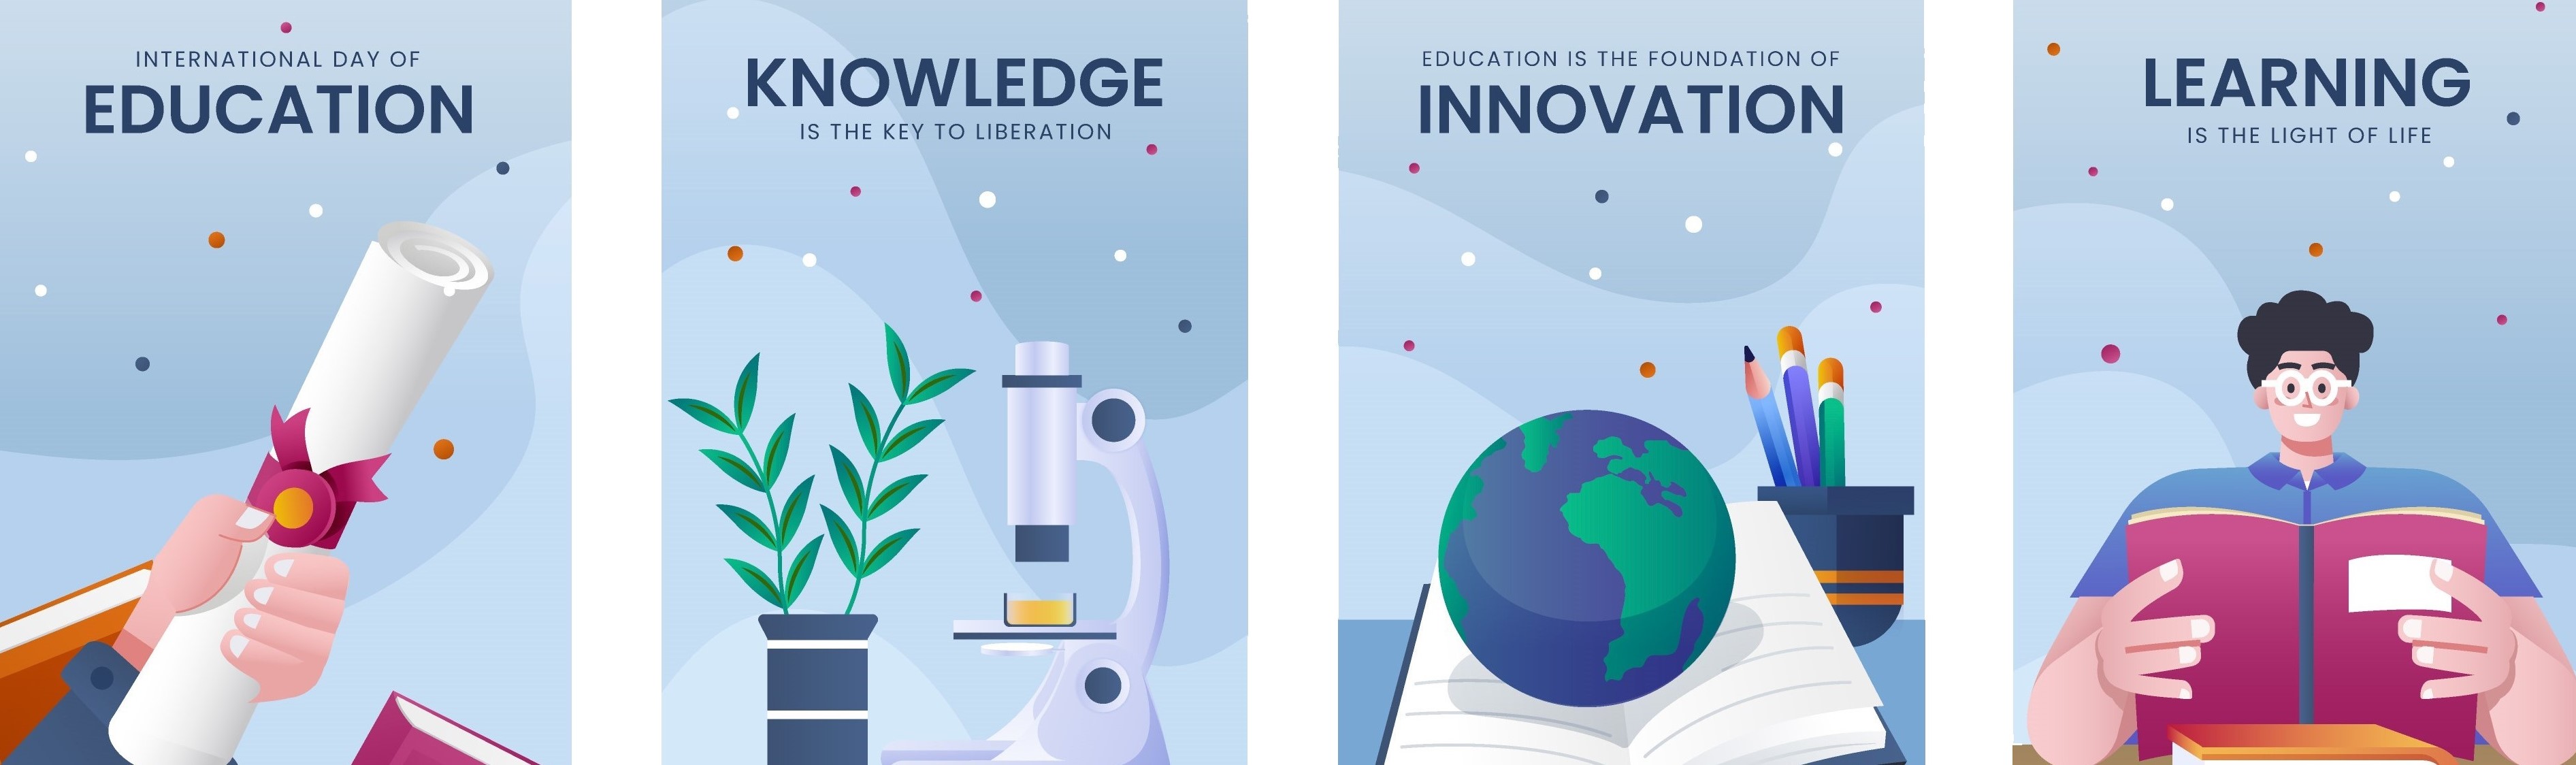 INTERNATIONAL DAY OF
EDUCATION
KNOWLEDGE
IS THE KEY TO LIBERATION
EDUCATION IS THE FOUNDATION OF
INNOVATION
LEARNING
IS THE LIGHT OF LIFE